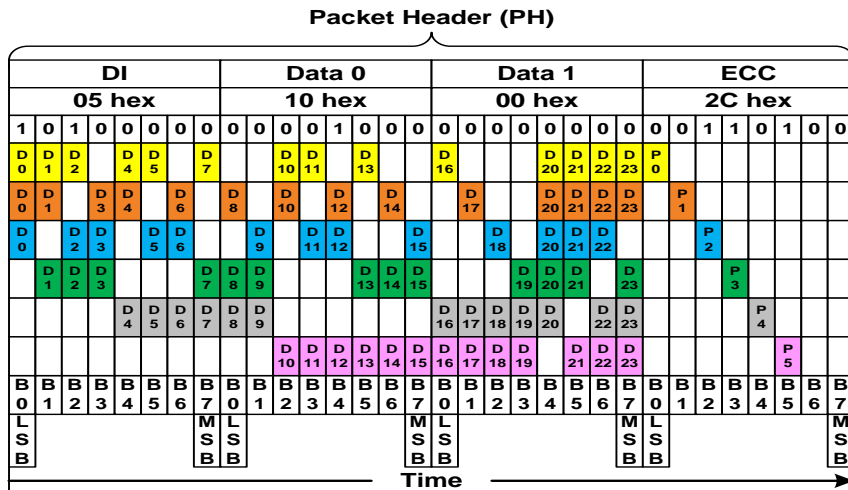 Packet Header (PH)
DI Data 0 Data 1 ECC
05 hex 10 hex 00 hex 2C hex
1 0 1 0 0 0 0 0 0 0 0 0 1 0 0 0 0 0 0 0 0 0 0 0 0 0 1 1 0 1 0 0
D0 D1 D2 D4 D5 D7 D10 D11 D13 D16 D20 D21 D22 D23 P0
D0 D1 D3 D4 D6 D8 D10 D12 D14 D17 D20 D21 D22 D23 P1
D0 D2 D3 D5 D6 D9 D11 D12 D15 D18 D20 D21 D22 P2
D1 D2 D3 D7 D8 D9 D13 D14 D15 D19 D20 D21 D23 P3
D4 D5 D6 D7 D8 D9 D16 D17 D18 D19 D20 D22 D23 P4
D10 D11 D12 D13 D14 D15 D16 D17 D18 D19 D21 D22 D23 P5
B0 B1 B2 B3 B4 B5 B6 B7 B0 B1 B2 B3 B4 B5 B6 B7 B0 B1 B2 B3 B4 B5 B6 B7 B0 B1 B2 B3 B4 B5 B6 B7
LSB MSB LSB MSB LSB MSB LSB MSB
Time